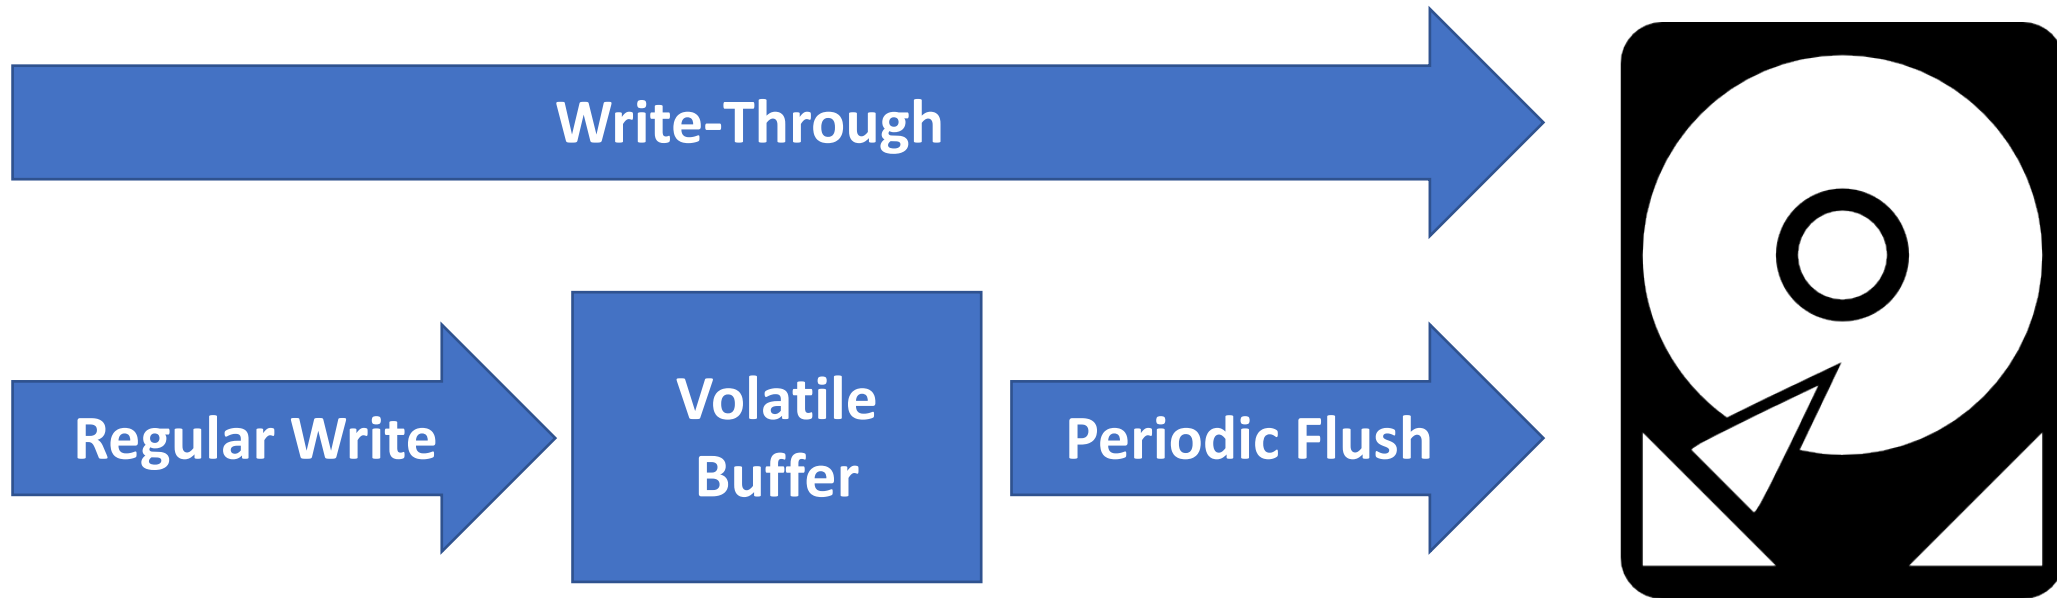 Write-Through
Regular Write
Volatile
Buffer
Periodic Flush